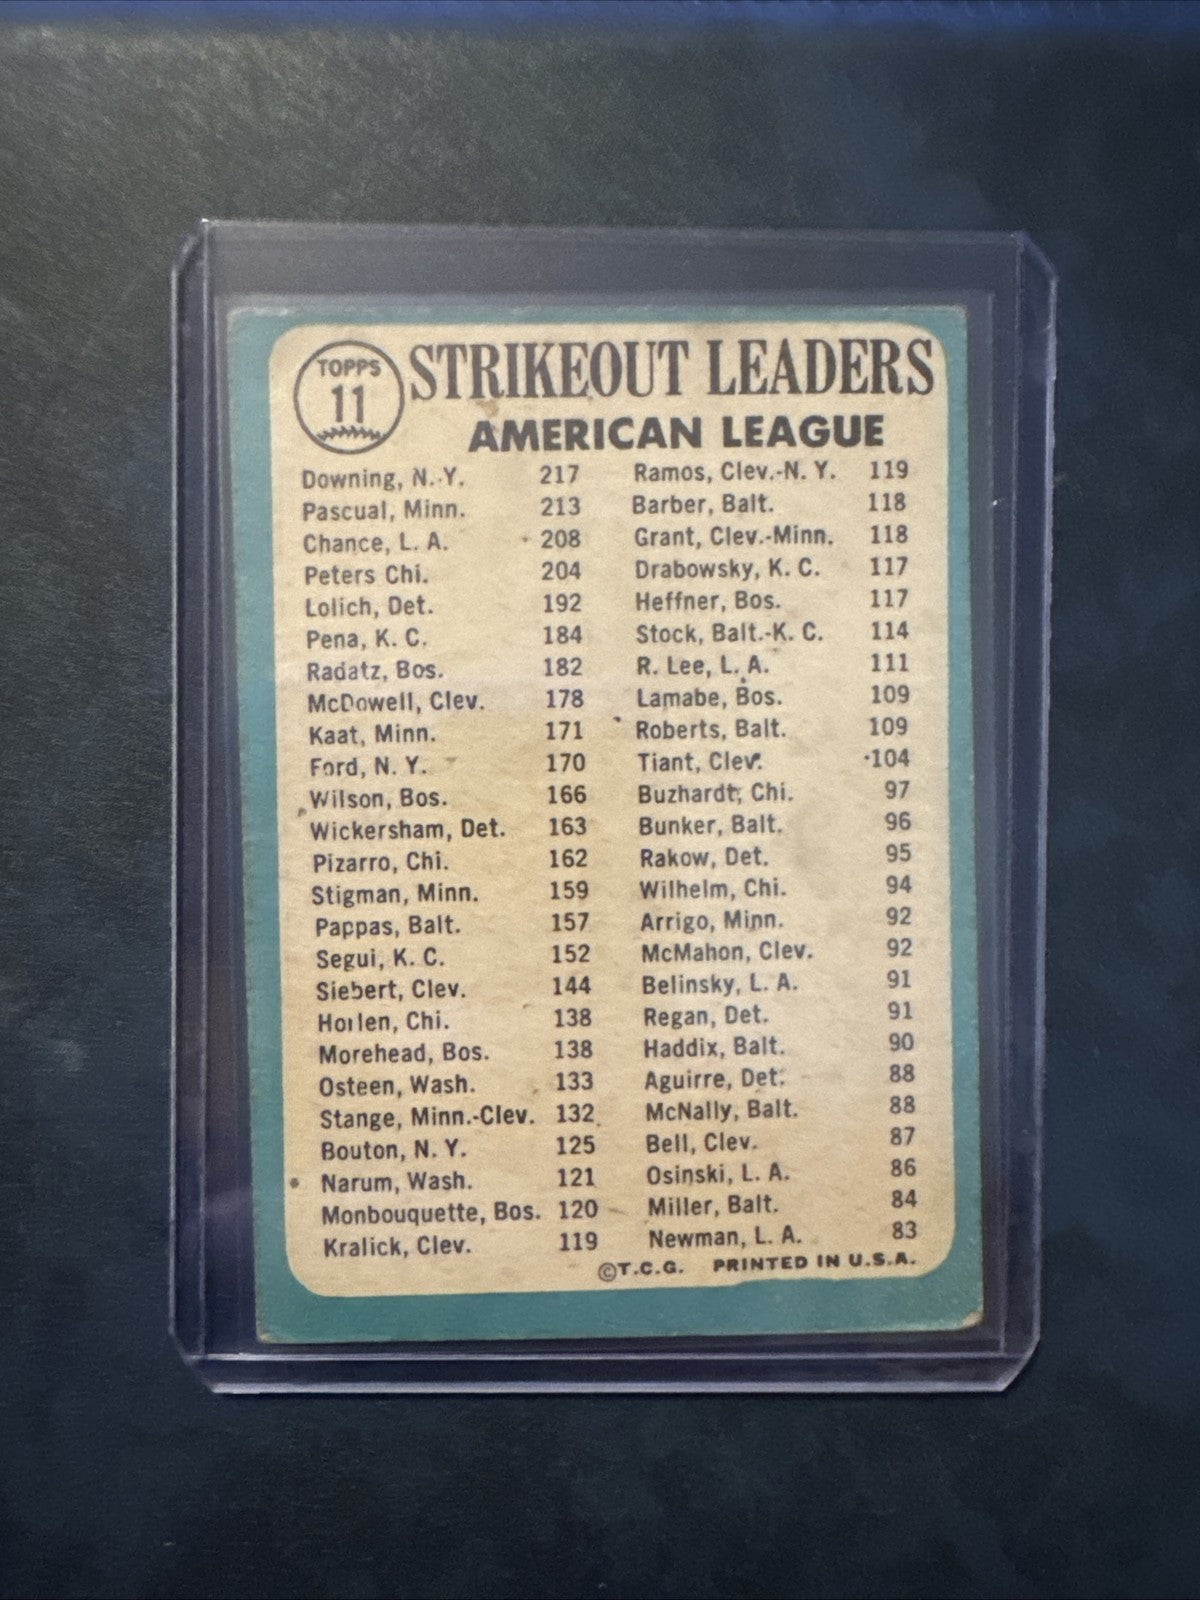 TOPPS
11
STRIKEOUT LEADERS
AMERICAN LEAGUE
Downing, N. Y. 217
Pascual, Minn. 213
Chance, L. A. 208
Peters Chi. 204
Lolich, Det. 192
Pena, K. C. 184
Radatz, Bos. 182
McDowell, Clev. 178
Kaat, Minn. 171
Ford, N. Y. 170
Wilson, Bos. 166
Wickersham, Det. 163
Pizarro, Chi. 162
Stigman, Minn. 159
Pappas, Balt. 157
Segui, K. C. 152
Siebert, Clev. 144
Horlen, Chi. 138
Morehead, Bos. 138
Osteen, Wash. 133
Stange, Minn.-Clev. 132
Bouton, N. Y. 125
Narum, Wash. 121
Monbouquette, Bos. 120
Kralick, Clev. 119
Ramos, Clev.-N. Y. 119
Barber, Balt. 118
Grant, Clev.-Minn. 118
Drabowsky, K. C. 117
Heffner, Bos. 117
Stock, Balt.-K. C. 114
R. Lee, L. A. 111
Lamabe, Bos. 109
Roberts, Balt. 109
Tiant, Clev. 104
Buzhardt, Chi. 97
Bunker, Balt. 96
Rakow, Det. 95
Wilhelm, Chi. 94
Arrigo, Minn. 92
McMahon, Clev. 92
Belinsky, L. A. 91
Regan, Det. 91
Haddix, Balt. 90
Aguirre, Det. 88
McNally, Balt. 88
Bell, Clev. 87
Osinski, L. A. 86
Miller, Balt. 84
Newman, L. A. 83
©T.C.G. PRINTED IN U.S.A.